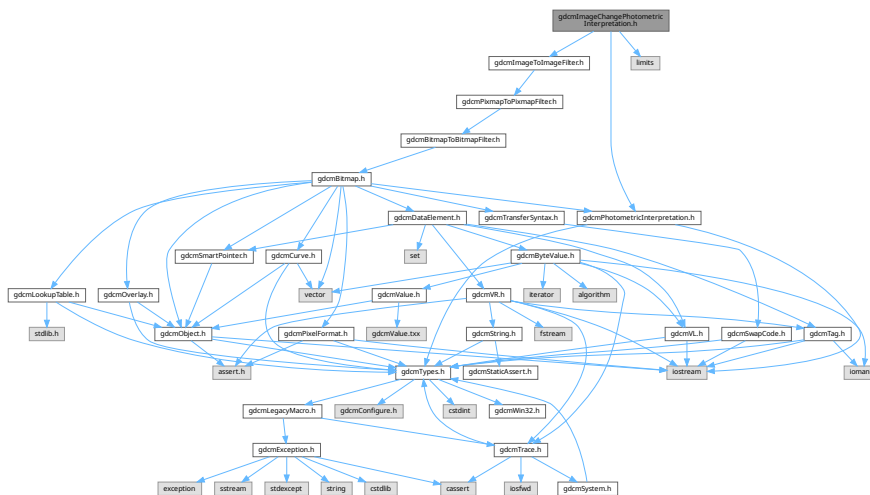 gdcmImageChangePhotometric
Interpretation.h
gdcmImageToImageFilter.h
limits
gdcmPixmapToPixmapFilter.h
gdcmBitmapToBitmapFilter.h
gdcmBitmap.h
gdcmDataElement.h
gdcmTransferSyntax.h
gdcmPhotometricInterpretation.h
gdcmSmartPointer.h
gdcmCurve.h
set
gdcmByteValue.h
gdcmLookupTable.h
gdcmOverlay.h
vector
gdcmValue.h
gdcmVR.h
iterator
algorithm
stdlib.h
gdcmObject.h
gdcmPixelFormat.h
gdcmValue.txx
gdcmString.h
fstream
gdcmVL.h
gdcmSwapCode.h
gdcmTag.h
assert.h
gdcmTypes.h
gdcmStaticAssert.h
iostream
ioman
gdcmLegacyMacro.h
gdcmConfigure.h
cstdint
gdcmWin32.h
gdcmException.h
gdcmTrace.h
exception
sstream
stdexcept
string
cstdlib
cassert
iosfwd
gdcmSystem.h